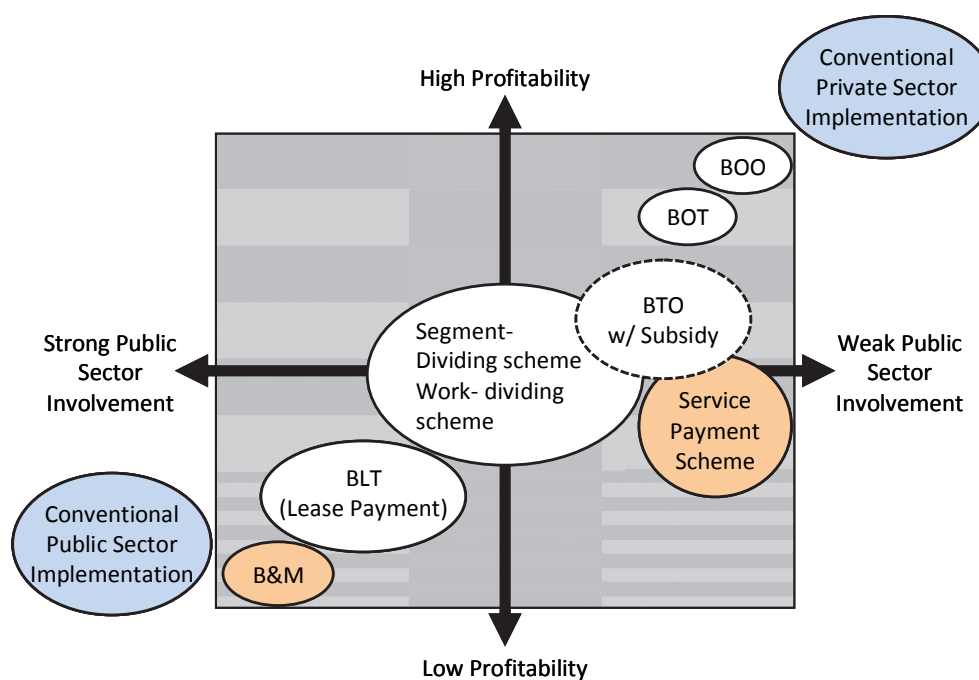 Conventional
Private Sector
Implementation
High Profitability
BOO
BOT
BTO
w/ Subsidy
Segment-
Dividing scheme
Work- dividing
scheme
Strong Public
Sector
Involvement
Weak Public
Sector
Involvement
Service
Payment
Scheme
BLT
(Lease Payment)
Conventional
Public Sector
Implementation
B&M
Low Profitability